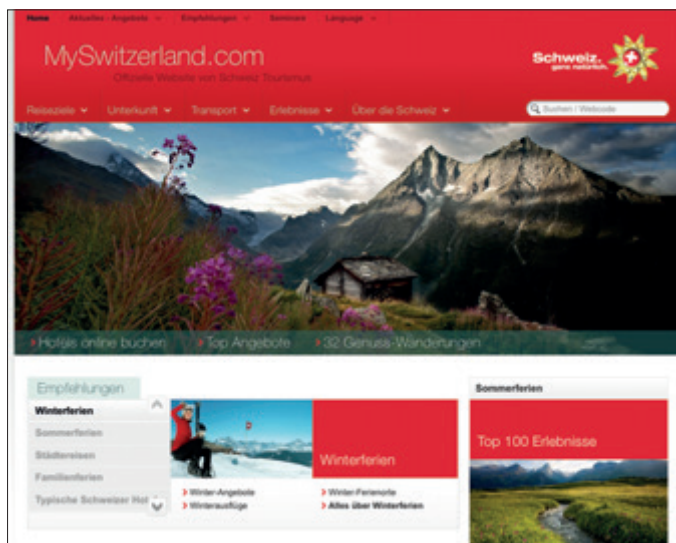 Home Aktuelles - Angebote Empfehlungen Seminare Language
MySwitzerland.com
Offizielle Website von Schweiz Tourismus
Schweiz.
ganz natürlich.
Reiseziele Unterkunft Transport Erlebnisse Über die Schweiz
Suchen / Webcode
Hotels online buchen Top Angebote 32 Genuss-Wanderungen
Empfehlungen
Winterferien
Sommerferien
Städtereisen
Familienferien
Typische Schweizer Hot
Winterferien
Winter-Angebote
Winter-Ferienorte
Winterausflüge
Alles über Winterferien
Sommerferien
Top 100 Erlebnisse